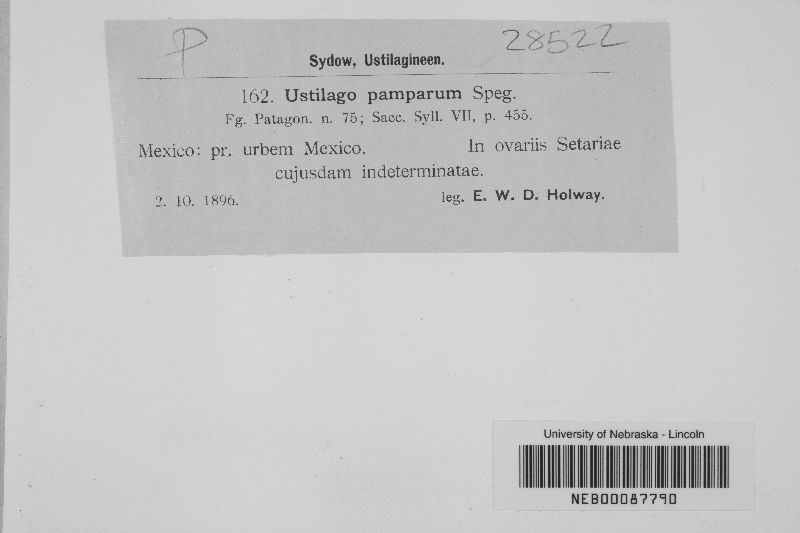 P 28522
Sydow, Ustilagineen.
162. Ustilago pamparum Speg.
Fg. Patagon. n. 75; Sacc. Syll. VII, p. 455.
Mexico: pr. urbem Mexico. In ovariis Setariae
cujusdam indeterminatae.
2. 10. 1896. leg. E. W. D. Holway.
University of Nebraska - Lincoln
NEB00087790